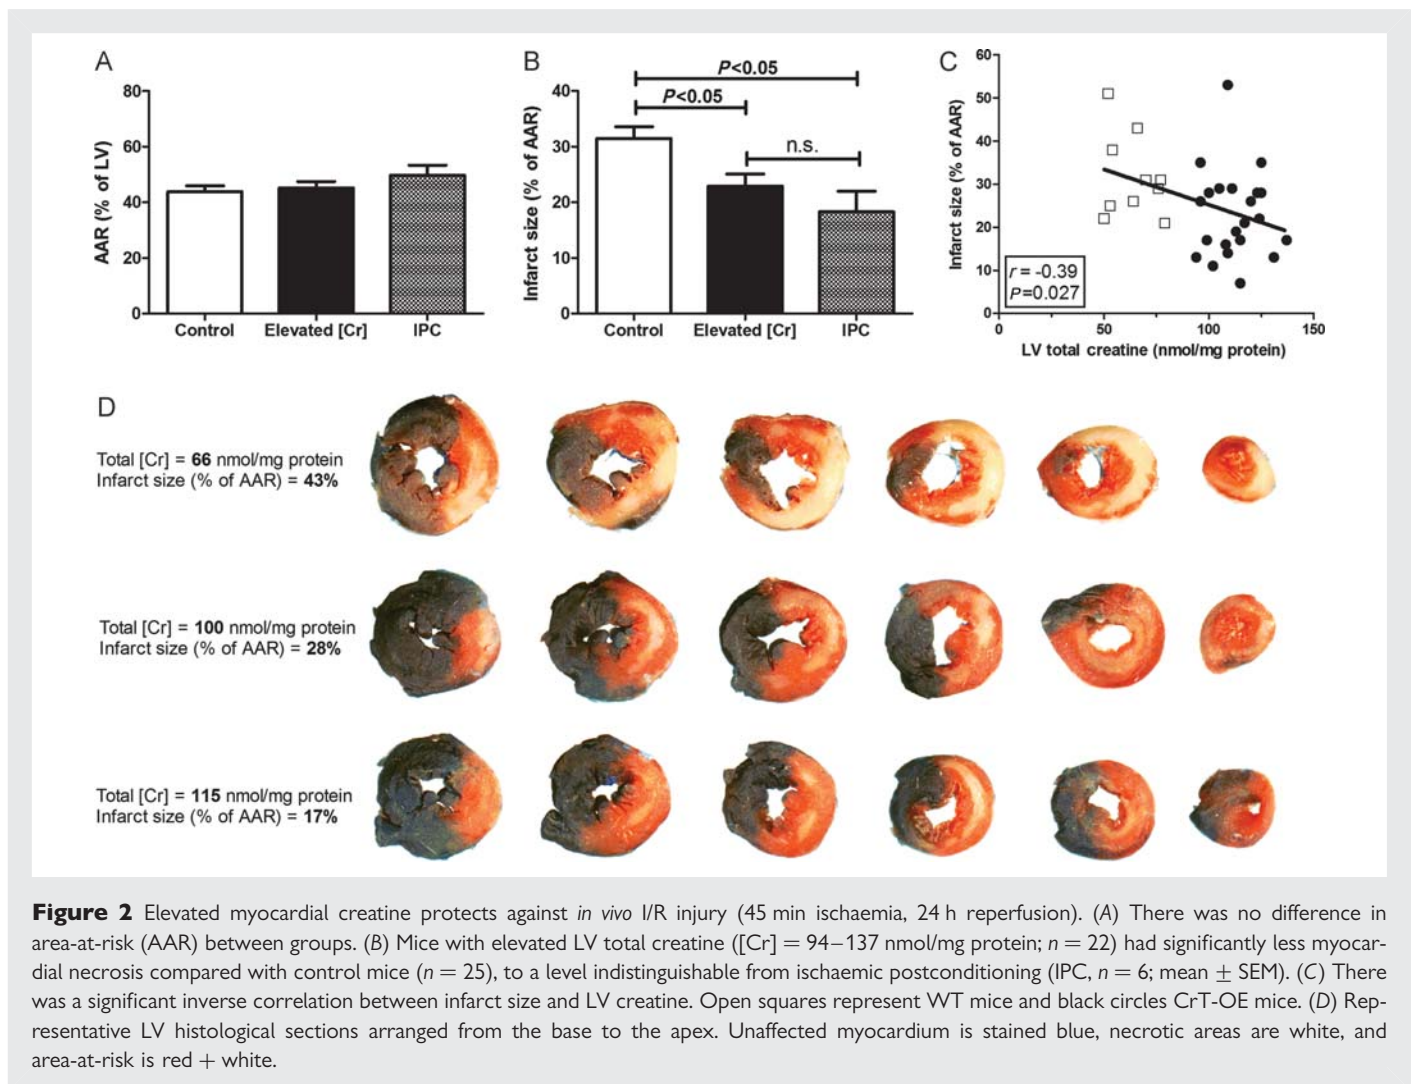 A
AAR (% of LV)
80
60
40
20
0
Control
Elevated [Cr]
IPC
B
Infarct size (% of AAR)
40
30
20
10
0
P<0.05
P<0.05
n.s.
Control
Elevated [Cr]
IPC
C
Infarct size (% of AAR)
60
50
40
30
20
10
0
r = -0.39
P=0.027
0
50
100
150
LV total creatine (nmol/mg protein)
D
Total [Cr] = 66 nmol/mg protein
Infarct size (% of AAR) = 43%
Total [Cr] = 100 nmol/mg protein
Infarct size (% of AAR) = 28%
Total [Cr] = 115 nmol/mg protein
Infarct size (% of AAR) = 17%
Figure 2 Elevated myocardial creatine protects against in vivo I/R injury (45 min ischaemia, 24 h reperfusion). (A) There was no difference in
area-at-risk (AAR) between groups. (B) Mice with elevated LV total creatine ([Cr] = 94–137 nmol/mg protein; n = 22) had significantly less myocar-
dial necrosis compared with control mice (n = 25), to a level indistinguishable from ischaemic postconditioning (IPC, n = 6; mean ± SEM). (C) There
was a significant inverse correlation between infarct size and LV creatine. Open squares represent WT mice and black circles CrT-OE mice. (D) Rep-
resentative LV histological sections arranged from the base to the apex. Unaffected myocardium is stained blue, necrotic areas are white, and
area-at-risk is red + white.